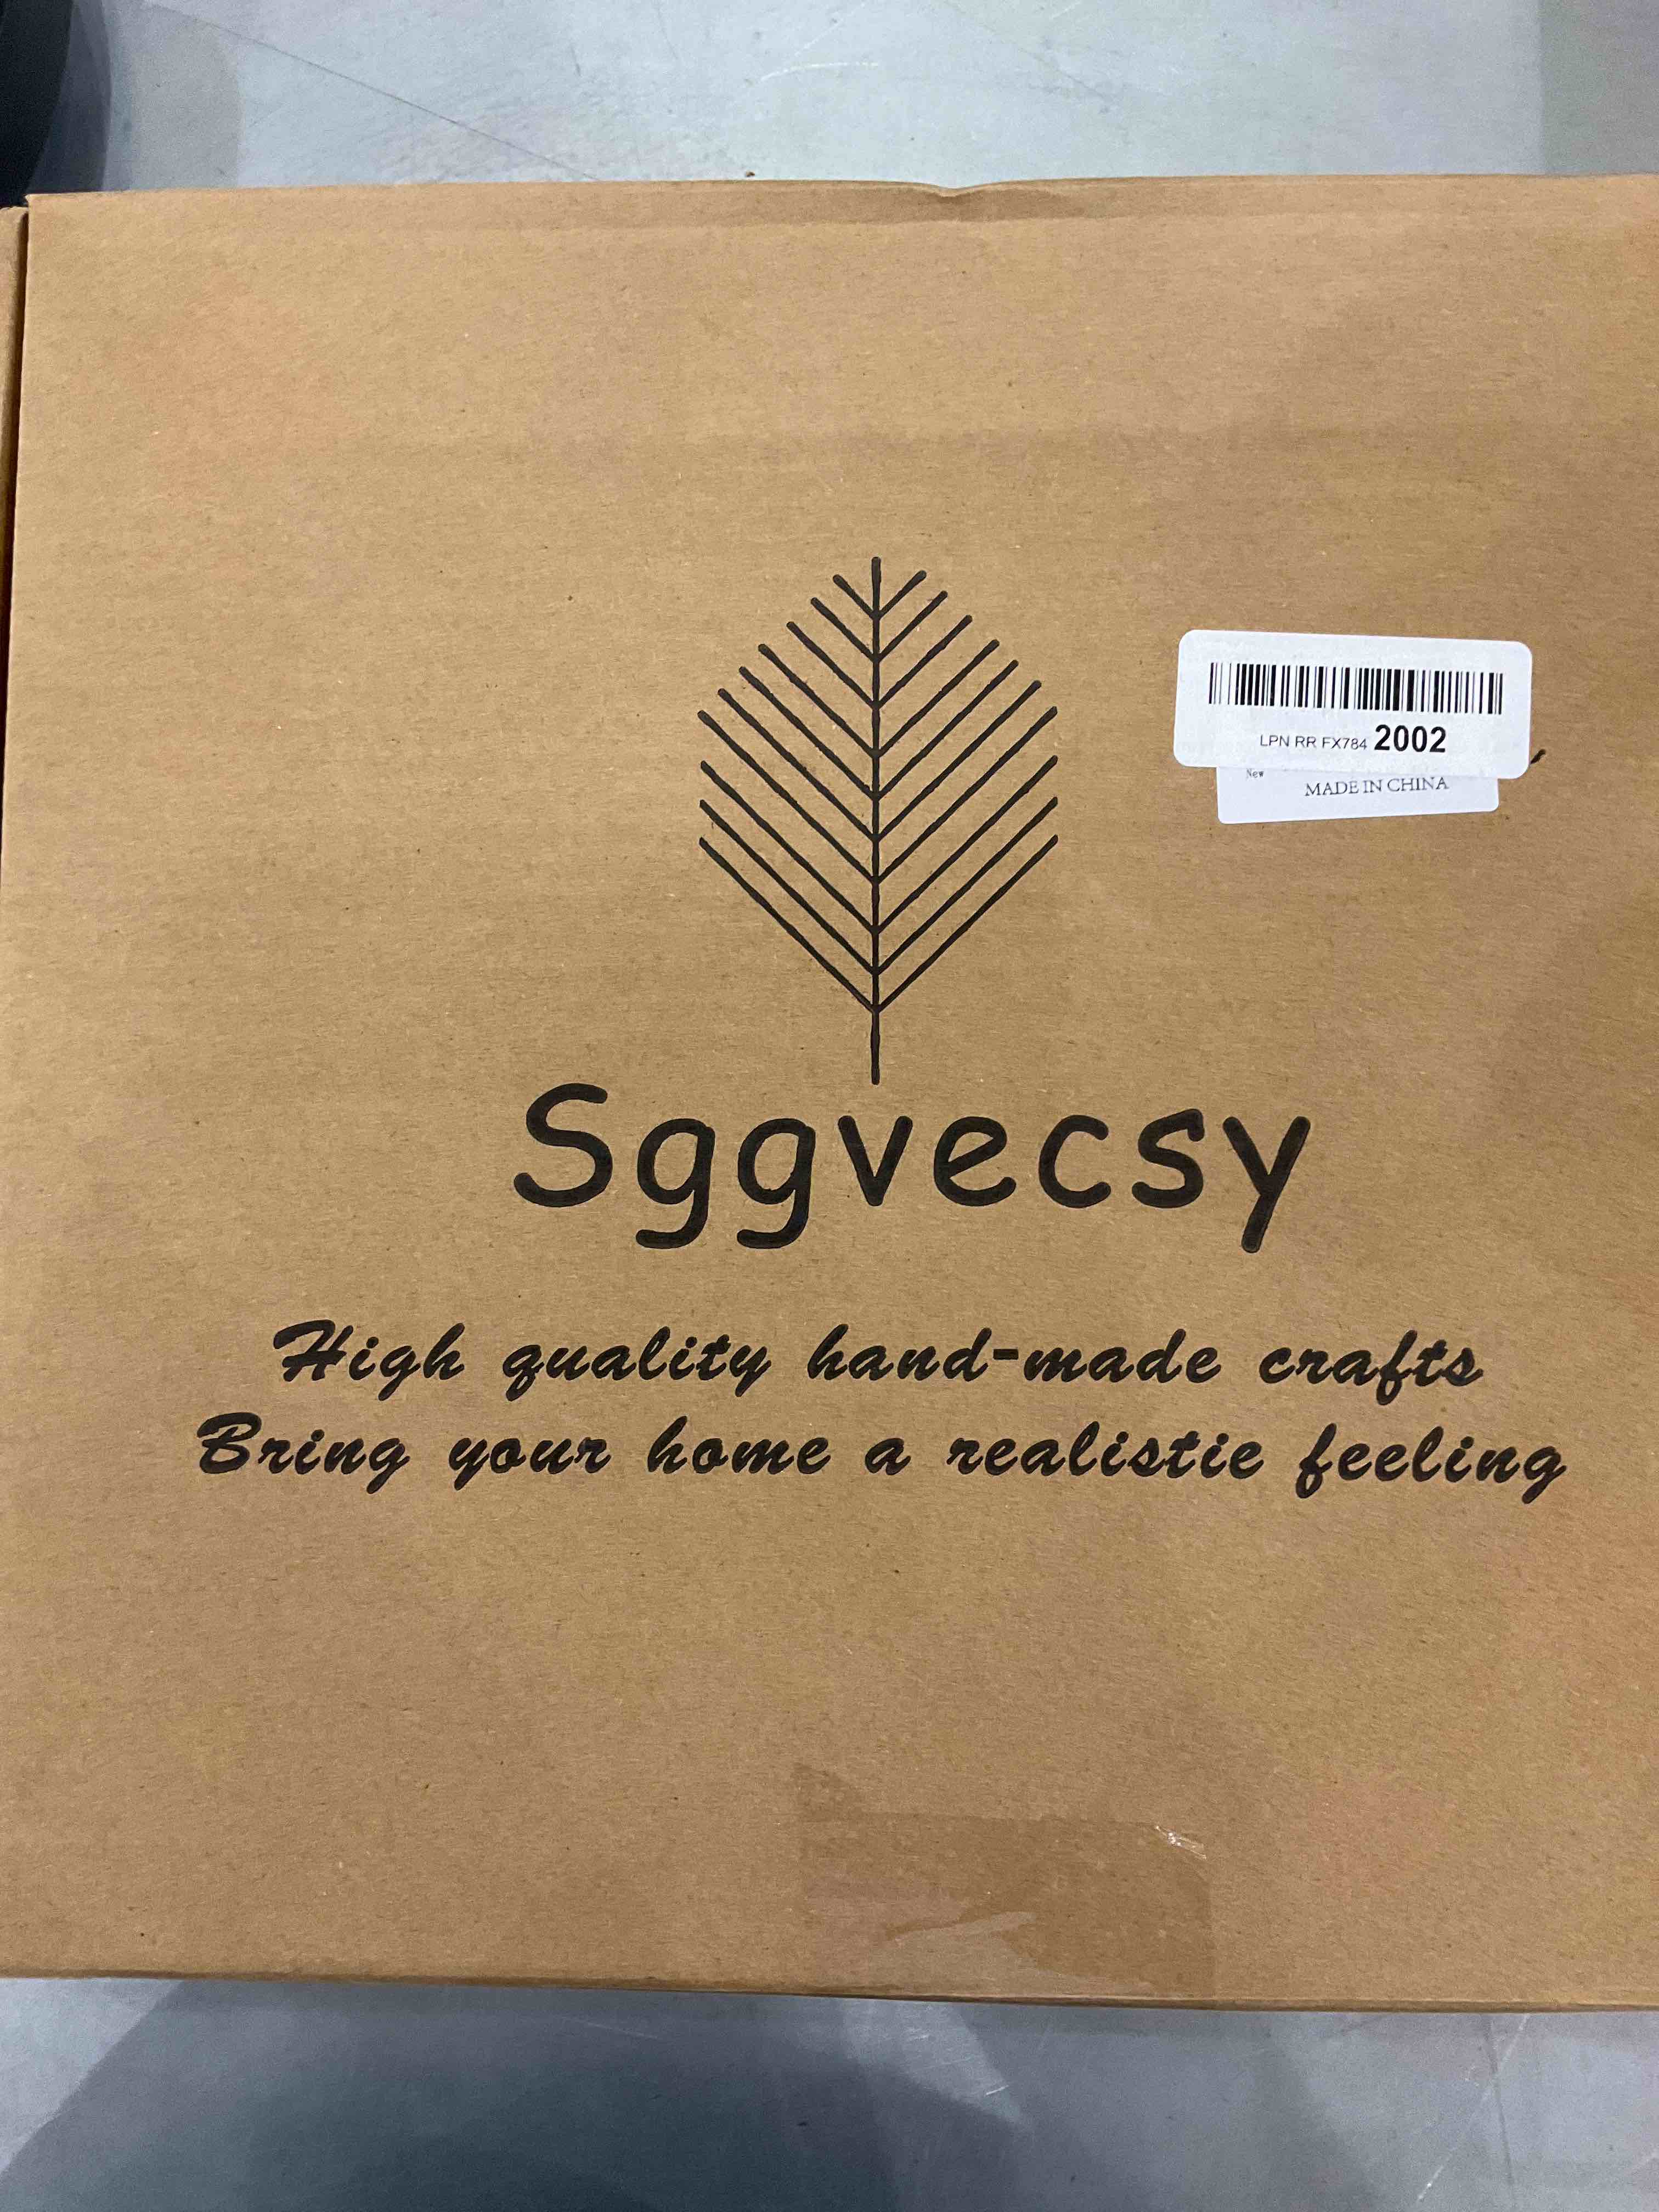 LPN RR FX784 2002
New
MADE IN CHINA
Sggvecsy
High quality hand-made crafts
Bring your home a realistie feeling